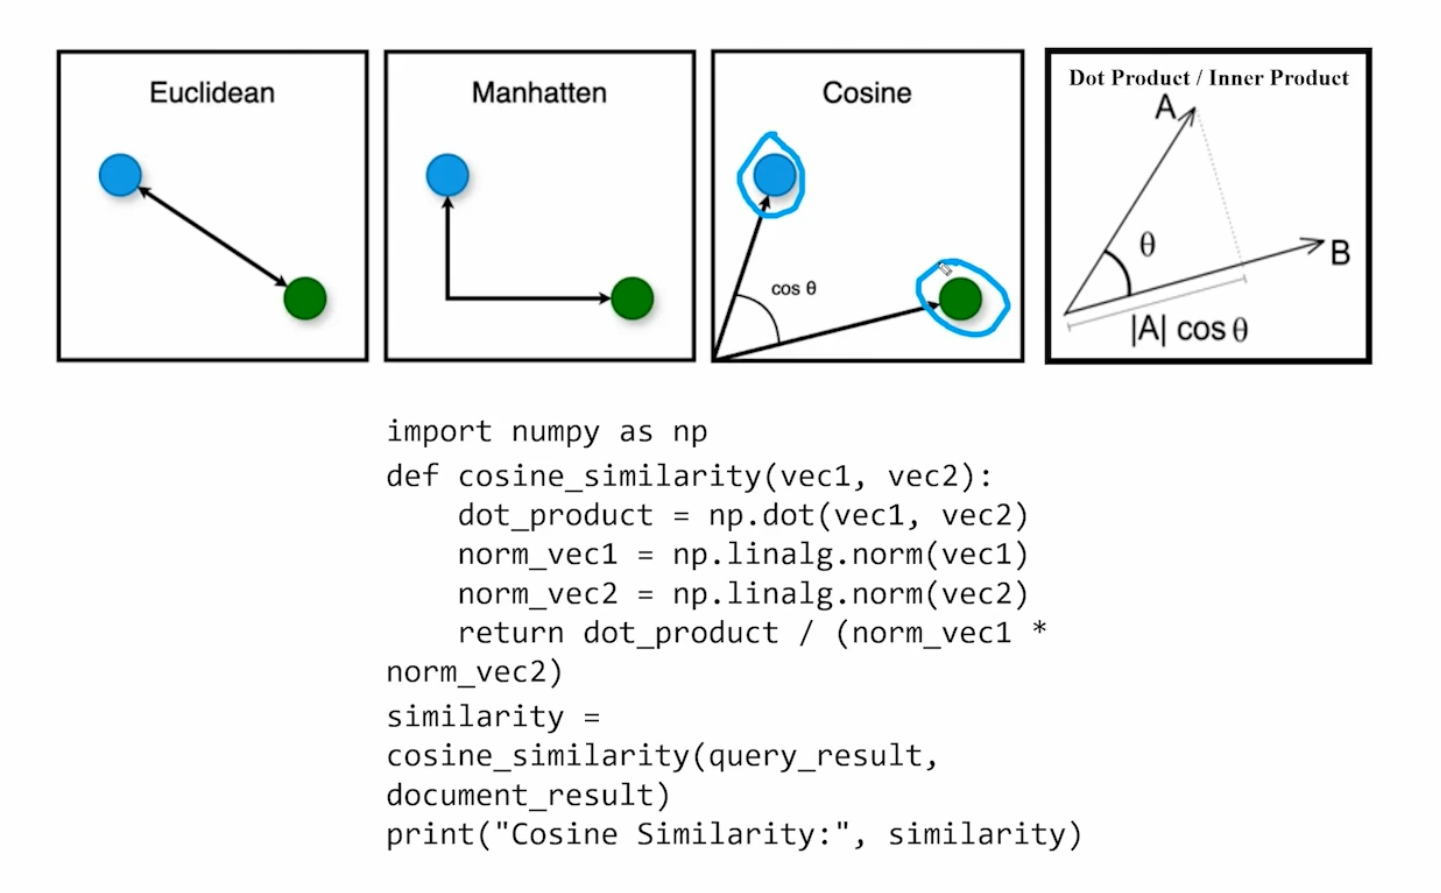 Euclidean
Manhatten
Cosine
cos θ
Dot Product / Inner Product
A
θ
B
|A| cos θ
import numpy as np
def cosine_similarity(vec1, vec2):
    dot_product = np.dot(vec1, vec2)
    norm_vec1 = np.linalg.norm(vec1)
    norm_vec2 = np.linalg.norm(vec2)
    return dot_product / (norm_vec1 *
norm_vec2)
similarity =
cosine_similarity(query_result,
document_result)
print("Cosine Similarity:", similarity)